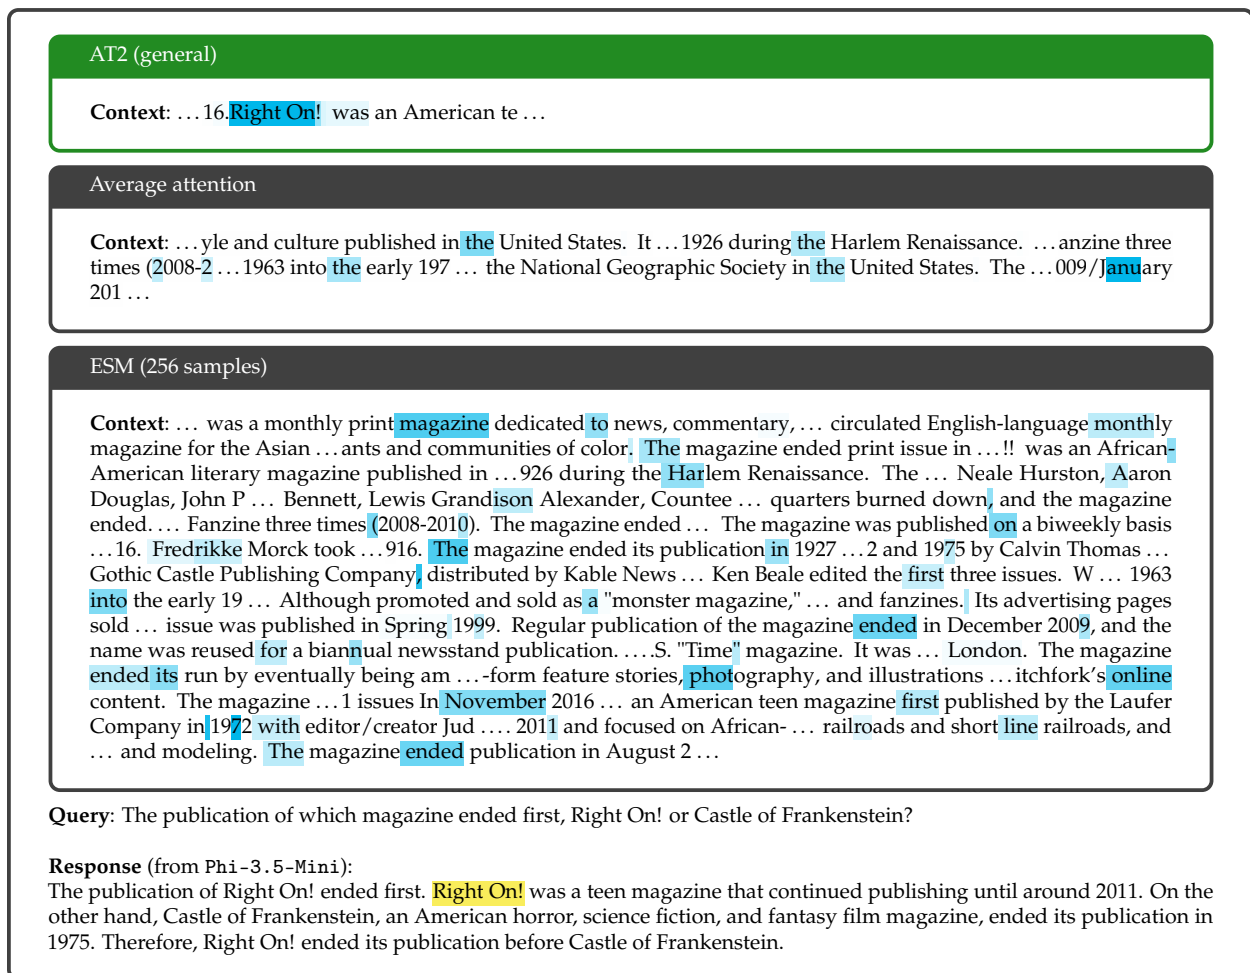 AT2 (general)
Context: ... 16.Right On! was an American te ...
Average attention
Context: ...yle and culture published in the United States. It ...1926 during the Harlem Renaissance. ...anzine three
times (2008-2 ...1963 into the early 197 ... the National Geographic Society in the United States. The ...009/January
201 ...
ESM (256 samples)
Context: ... was a monthly print magazine dedicated to news, commentary, ... circulated English-language monthly
magazine for the Asian ...ants and communities of color. The magazine ended print issue in ...!! was an African-
American literary magazine published in ...926 during the Harlem Renaissance. The ... Neale Hurston, Aaron
Douglas, John P ... Bennett, Lewis Grandison Alexander, Countee ... quarters burned down, and the magazine
ended. ... Fanzine three times (2008-2010). The magazine ended ... The magazine was published on a biweekly basis
...16. Fredrikke Morck took ...916. The magazine ended its publication in 1927 ...2 and 1975 by Calvin Thomas ...
Gothic Castle Publishing Company, distributed by Kable News ... Ken Beale edited the first three issues. W ... 1963
into the early 19 ... Although promoted and sold as a "monster magazine," ... and fanzines. Its advertising pages
sold ... issue was published in Spring 1999. Regular publication of the magazine ended in December 2009, and the
name was reused for a biannual newsstand publication. ....S. "Time" magazine. It was ... London. The magazine
ended its run by eventually being am ...-form feature stories, photography, and illustrations ...itchfork's online
content. The magazine ...1 issues In November 2016 ... an American teen magazine first published by the Laufer
Company in 1972 with editor/creator Jud .... 2011 and focused on African- ... railroads and short line railroads, and
... and modeling. The magazine ended publication in August 2 ...
Query: The publication of which magazine ended first, Right On! or Castle of Frankenstein?
Response (from Phi-3.5-Mini):
The publication of Right On! ended first. Right On! was a teen magazine that continued publishing until around 2011. On the
other hand, Castle of Frankenstein, an American horror, science fiction, and fantasy film magazine, ended its publication in
1975. Therefore, Right On! ended its publication before Castle of Frankenstein.